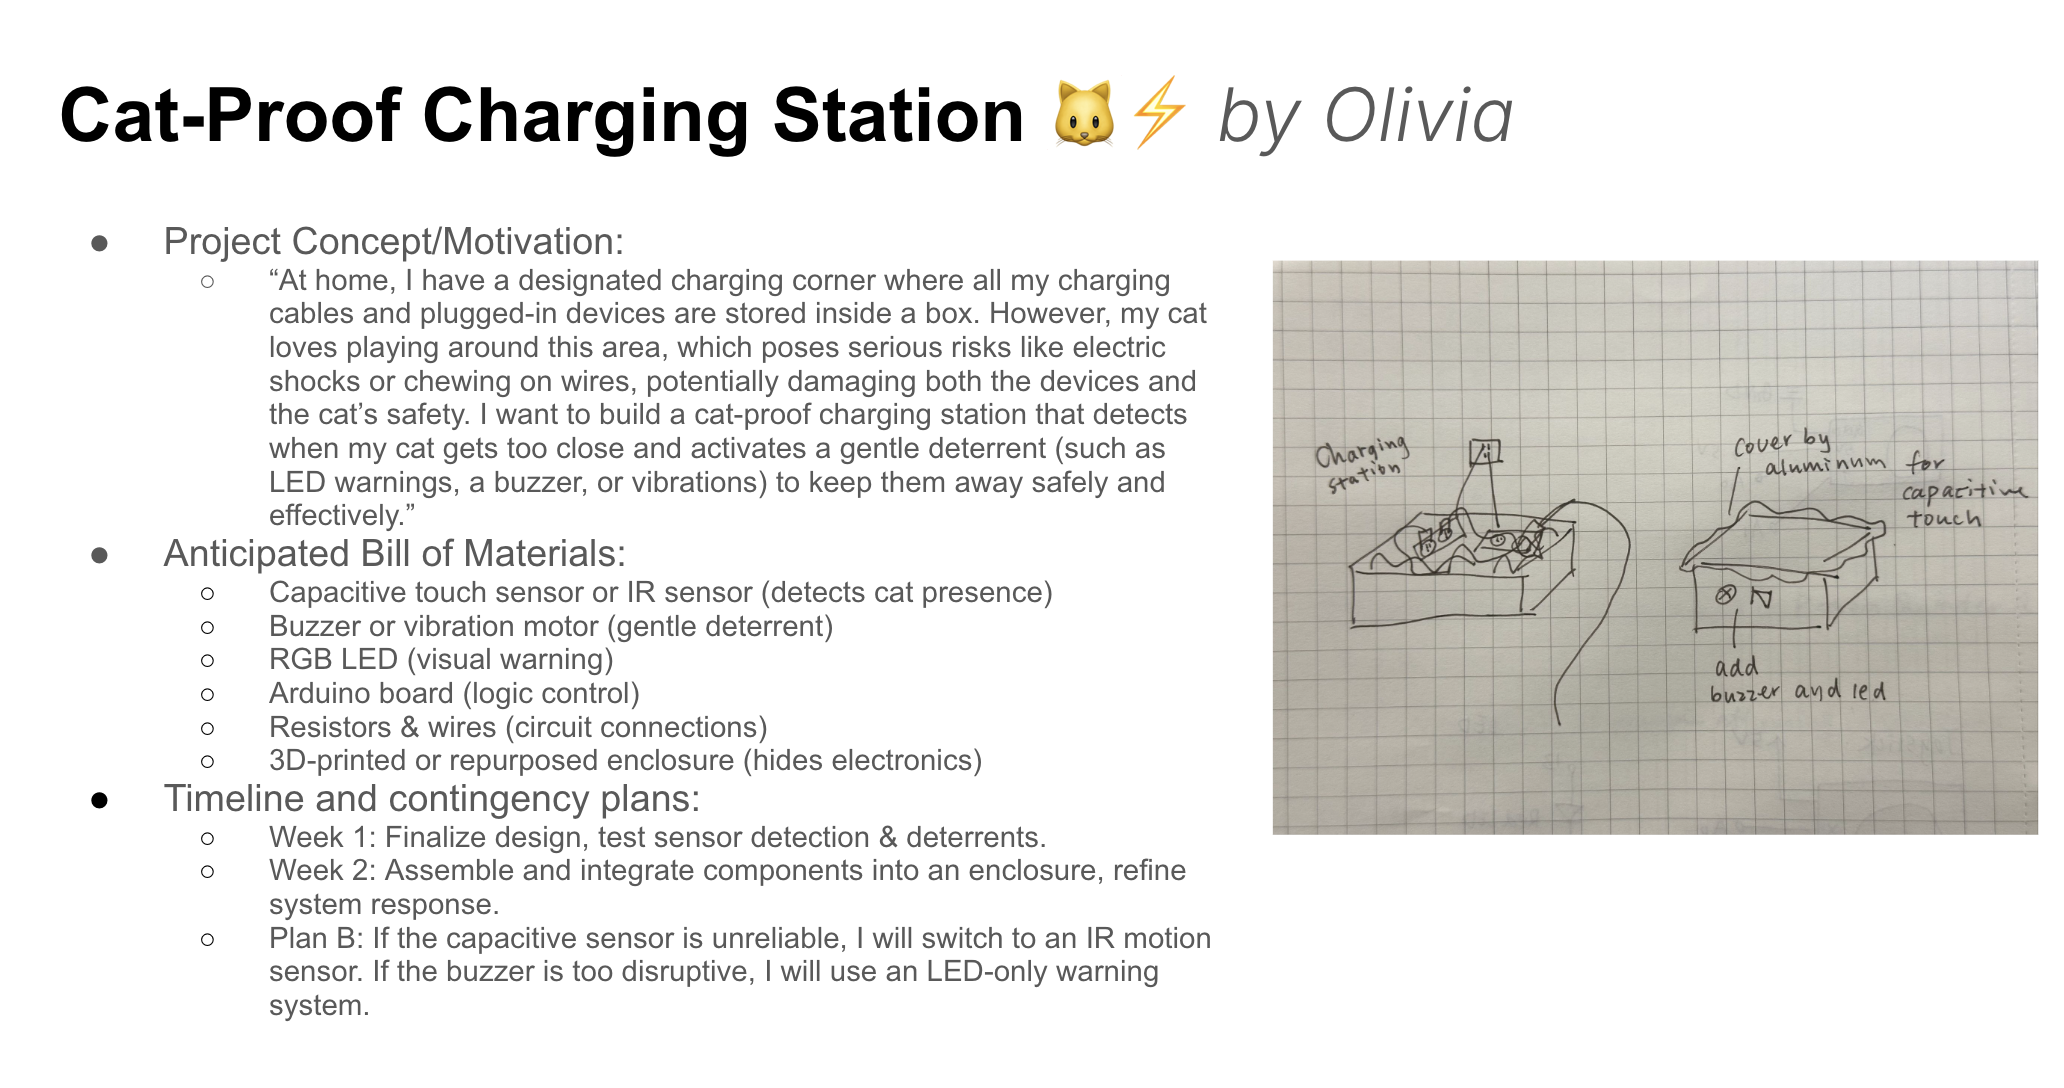 Cat-Proof Charging Station 🐱⚡ by Olivia
● Project Concept/Motivation:
○ “At home, I have a designated charging corner where all my charging
cables and plugged-in devices are stored inside a box. However, my cat
loves playing around this area, which poses serious risks like electric
shocks or chewing on wires, potentially damaging both the devices and
the cat’s safety. I want to build a cat-proof charging station that detects
when my cat gets too close and activates a gentle deterrent (such as
LED warnings, a buzzer, or vibrations) to keep them away safely and
effectively.”
● Anticipated Bill of Materials:
○ Capacitive touch sensor or IR sensor (detects cat presence)
○ Buzzer or vibration motor (gentle deterrent)
○ RGB LED (visual warning)
○ Arduino board (logic control)
○ Resistors & wires (circuit connections)
○ 3D-printed or repurposed enclosure (hides electronics)
● Timeline and contingency plans:
○ Week 1: Finalize design, test sensor detection & deterrents.
○ Week 2: Assemble and integrate components into an enclosure, refine
system response.
○ Plan B: If the capacitive sensor is unreliable, I will switch to an IR motion
sensor. If the buzzer is too disruptive, I will use an LED-only warning
system.
Charging
station
cover by
aluminum for
capacitive
touch
add
buzzer and led